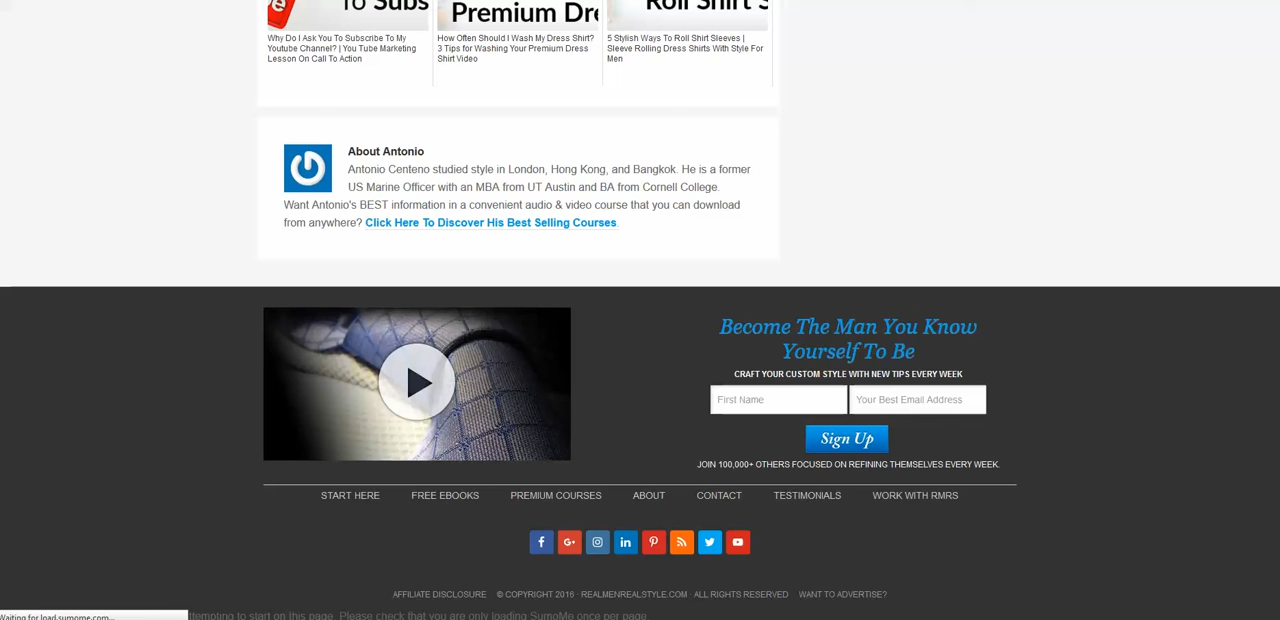 To Subs
Premium Dre
Roll Shirt S
Why Do I Ask You To Subscribe To My
Youtube Channel? | You Tube Marketing
Lesson On Call To Action
How Often Should I Wash My Dress Shirt?
3 Tips for Washing Your Premium Dress
Shirt Video
5 Stylish Ways To Roll Shirt Sleeves |
Sleeve Rolling Dress Shirts With Style For
Men
About Antonio
Antonio Centeno studied style in London, Hong Kong, and Bangkok. He is a former
US Marine Officer with an MBA from UT Austin and BA from Cornell College.
Want Antonio's BEST information in a convenient audio & video course that you can download
from anywhere? Click Here To Discover His Best Selling Courses.
Become The Man You Know
Yourself To Be
CRAFT YOUR CUSTOM STYLE WITH NEW TIPS EVERY WEEK
First Name
Your Best Email Address
Sign Up
JOIN 100,000+ OTHERS FOCUSED ON REFINING THEMSELVES EVERY WEEK.
START HERE FREE EBOOKS PREMIUM COURSES ABOUT CONTACT TESTIMONIALS WORK WITH RMRS
AFFILIATE DISCLOSURE © COPYRIGHT 2016 · REALMENREALSTYLE.COM · ALL RIGHTS RESERVED WANT TO ADVERTISE?
Waiting for load.sumome.com...
ttempting to start on this page. Please check that you are only loading SumoMe once per page